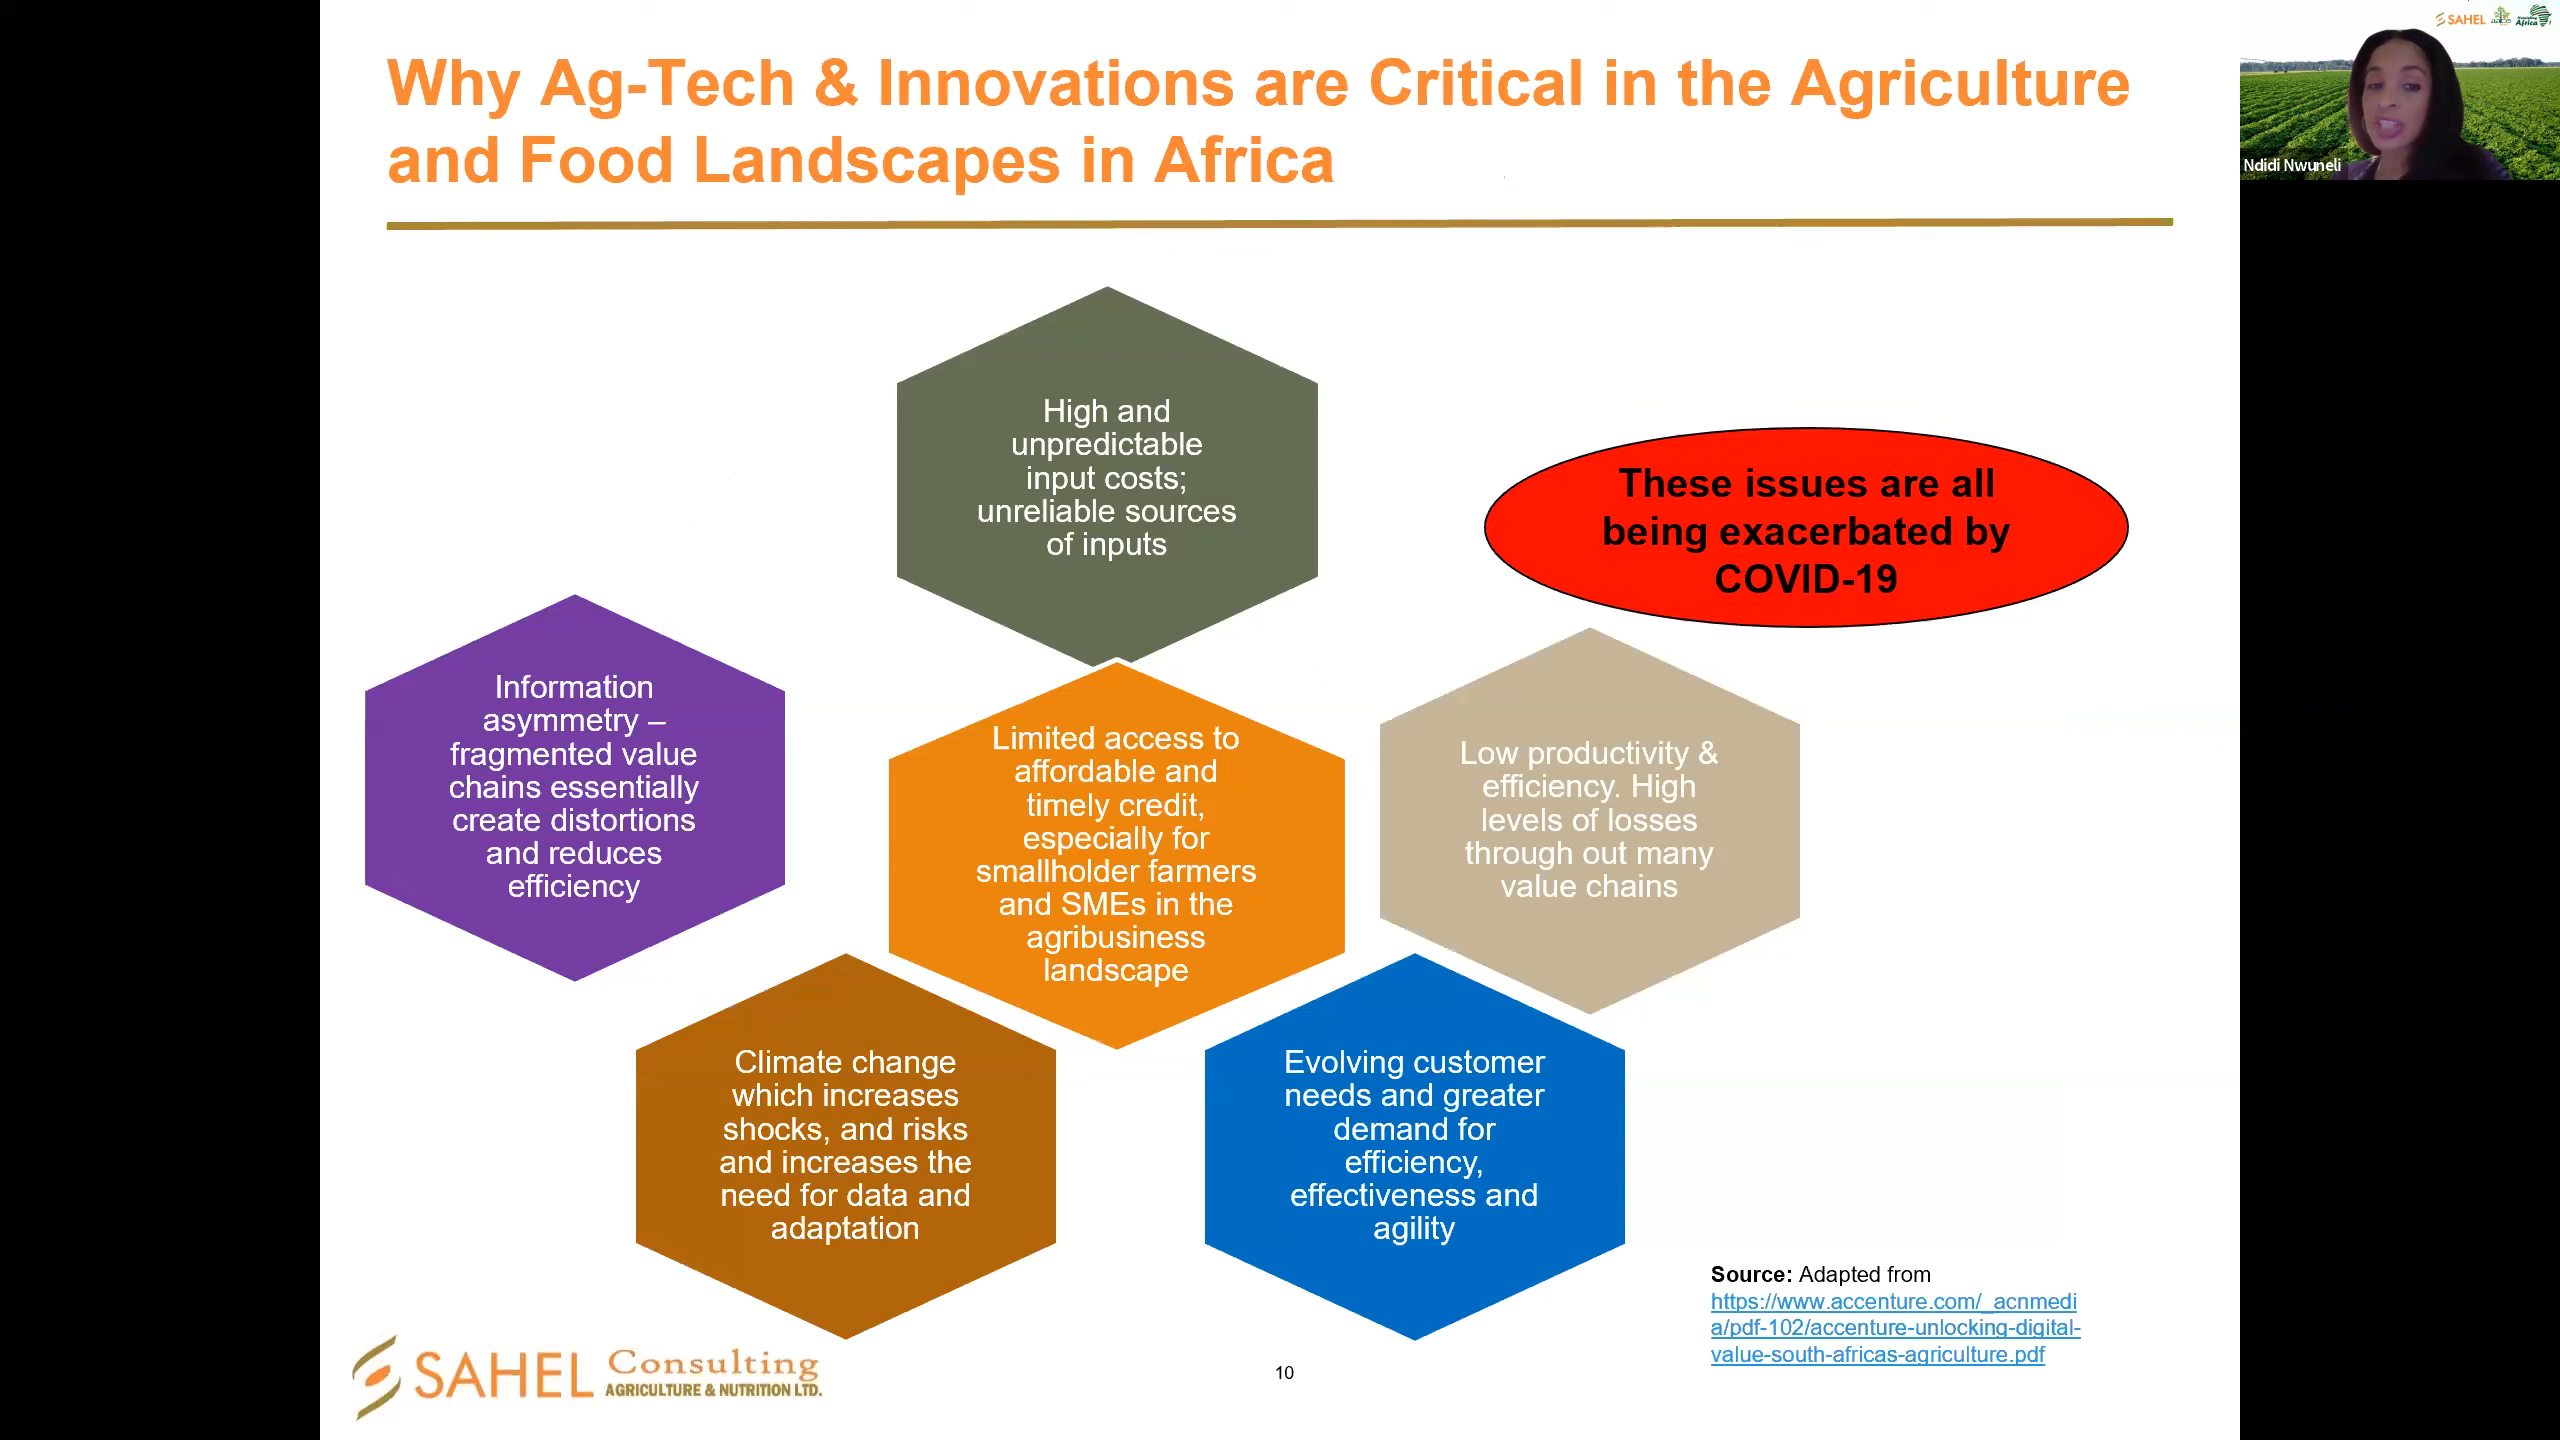 Why Ag-Tech & Innovations are Critical in the Agriculture
and Food Landscapes in Africa
SAHEL
Africa
Ndidi Nwuneli
High and
unpredictable
input costs;
unreliable sources
of inputs
These issues are all
being exacerbated by
COVID-19
Information
asymmetry –
fragmented value
chains essentially
create distortions
and reduces
efficiency
Limited access to
affordable and
timely credit,
especially for
smallholder farmers
and SMEs in the
agribusiness
landscape
Low productivity &
efficiency. High
levels of losses
through out many
value chains
Climate change
which increases
shocks, and risks
and increases the
need for data and
adaptation
Evolving customer
needs and greater
demand for
efficiency,
effectiveness and
agility
Source: Adapted from
https://www.accenture.com/_acnmedi
a/pdf-102/accenture-unlocking-digital-
value-south-africas-agriculture.pdf
SAHEL Consulting
AGRICULTURE & NUTRITION LTD.
10